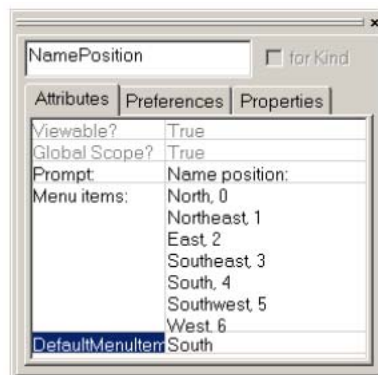 NamePosition
for Kind
Attributes Preferences Properties
Viewable? True
Global Scope? True
Prompt: Name position:
Menu items: North, 0
Northeast, 1
East, 2
Southeast, 3
South, 4
Southwest, 5
West, 6
DefaultMenuItem South